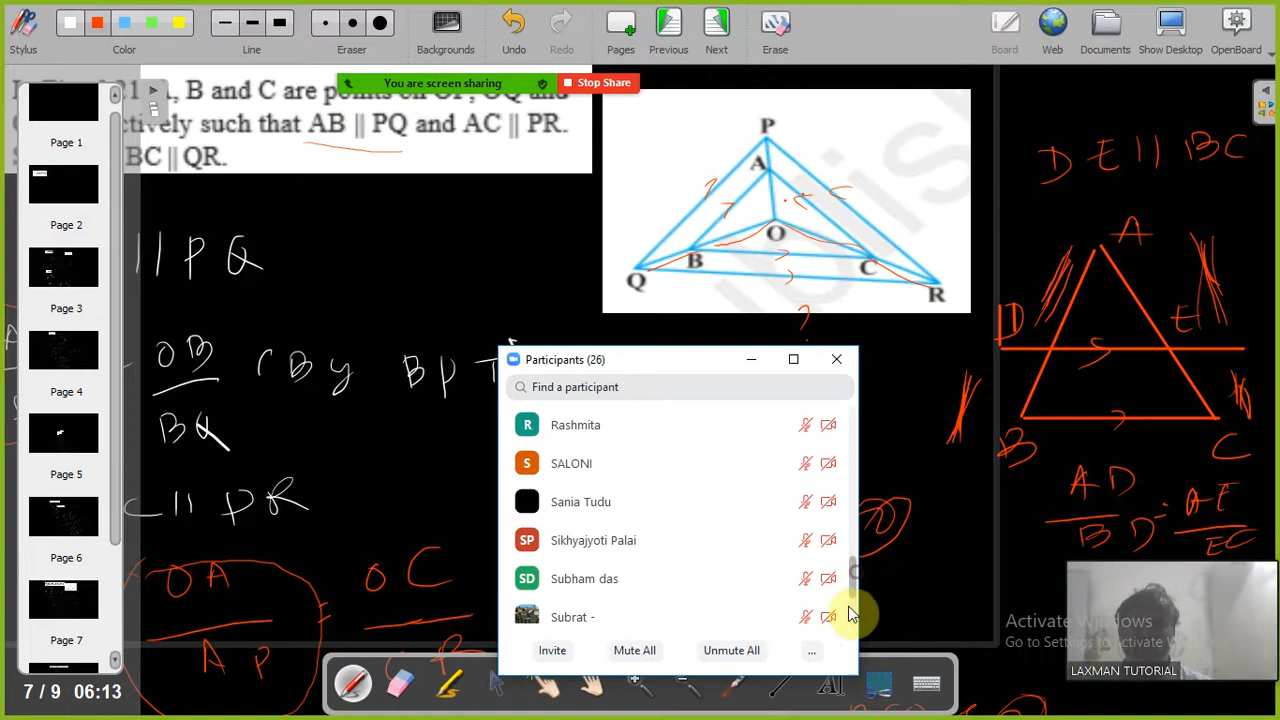 Stylus Color Line Eraser Backgrounds Undo Redo Pages Previous Next Erase Board Web Documents Show Desktop OpenBoard
You are screen sharing Stop Share
A, B and C are points on
such that AB || PQ and AC || PR.
BC || QR.
Page 1
Page 2
Page 3
Page 4
Page 5
Page 6
Page 7
7 / 9 06:13
P
A
O
B
C
Q
R
?
|| PQ
OB (By BPT
BQ
C || PR
OA = OC
AP
DE || BC
A
D
E
B
C
AD = AE
BD EC
Participants (26)
Find a participant
R Rashmita
S SALONI
Sania Tudu
SP Sikhyajyoti Palai
SD Subham das
Subrat -
Invite Mute All Unmute All ...
Activate Windows
Go to Settings to Activate
LAXMAN TUTORIAL